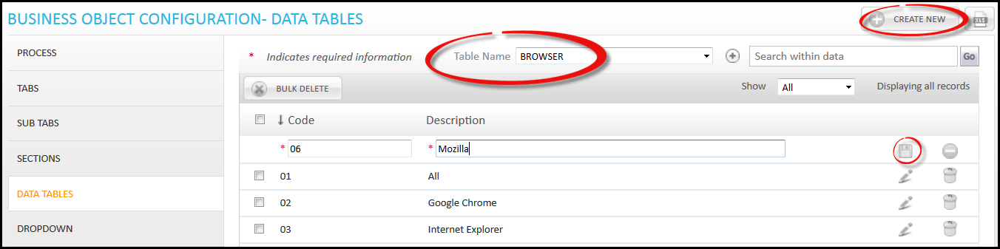 BUSINESS OBJECT CONFIGURATION- DATA TABLES
CREATE NEW
XLS
PROCESS
TABS
SUB TABS
SECTIONS
DATA TABLES
DROPDOWN
* Indicates required information
Table Name BROWSER
Search within data
Go
BULK DELETE
Show All Displaying all records
Code Description
* 06 * Mozilla
01 All
02 Google Chrome
03 Internet Explorer